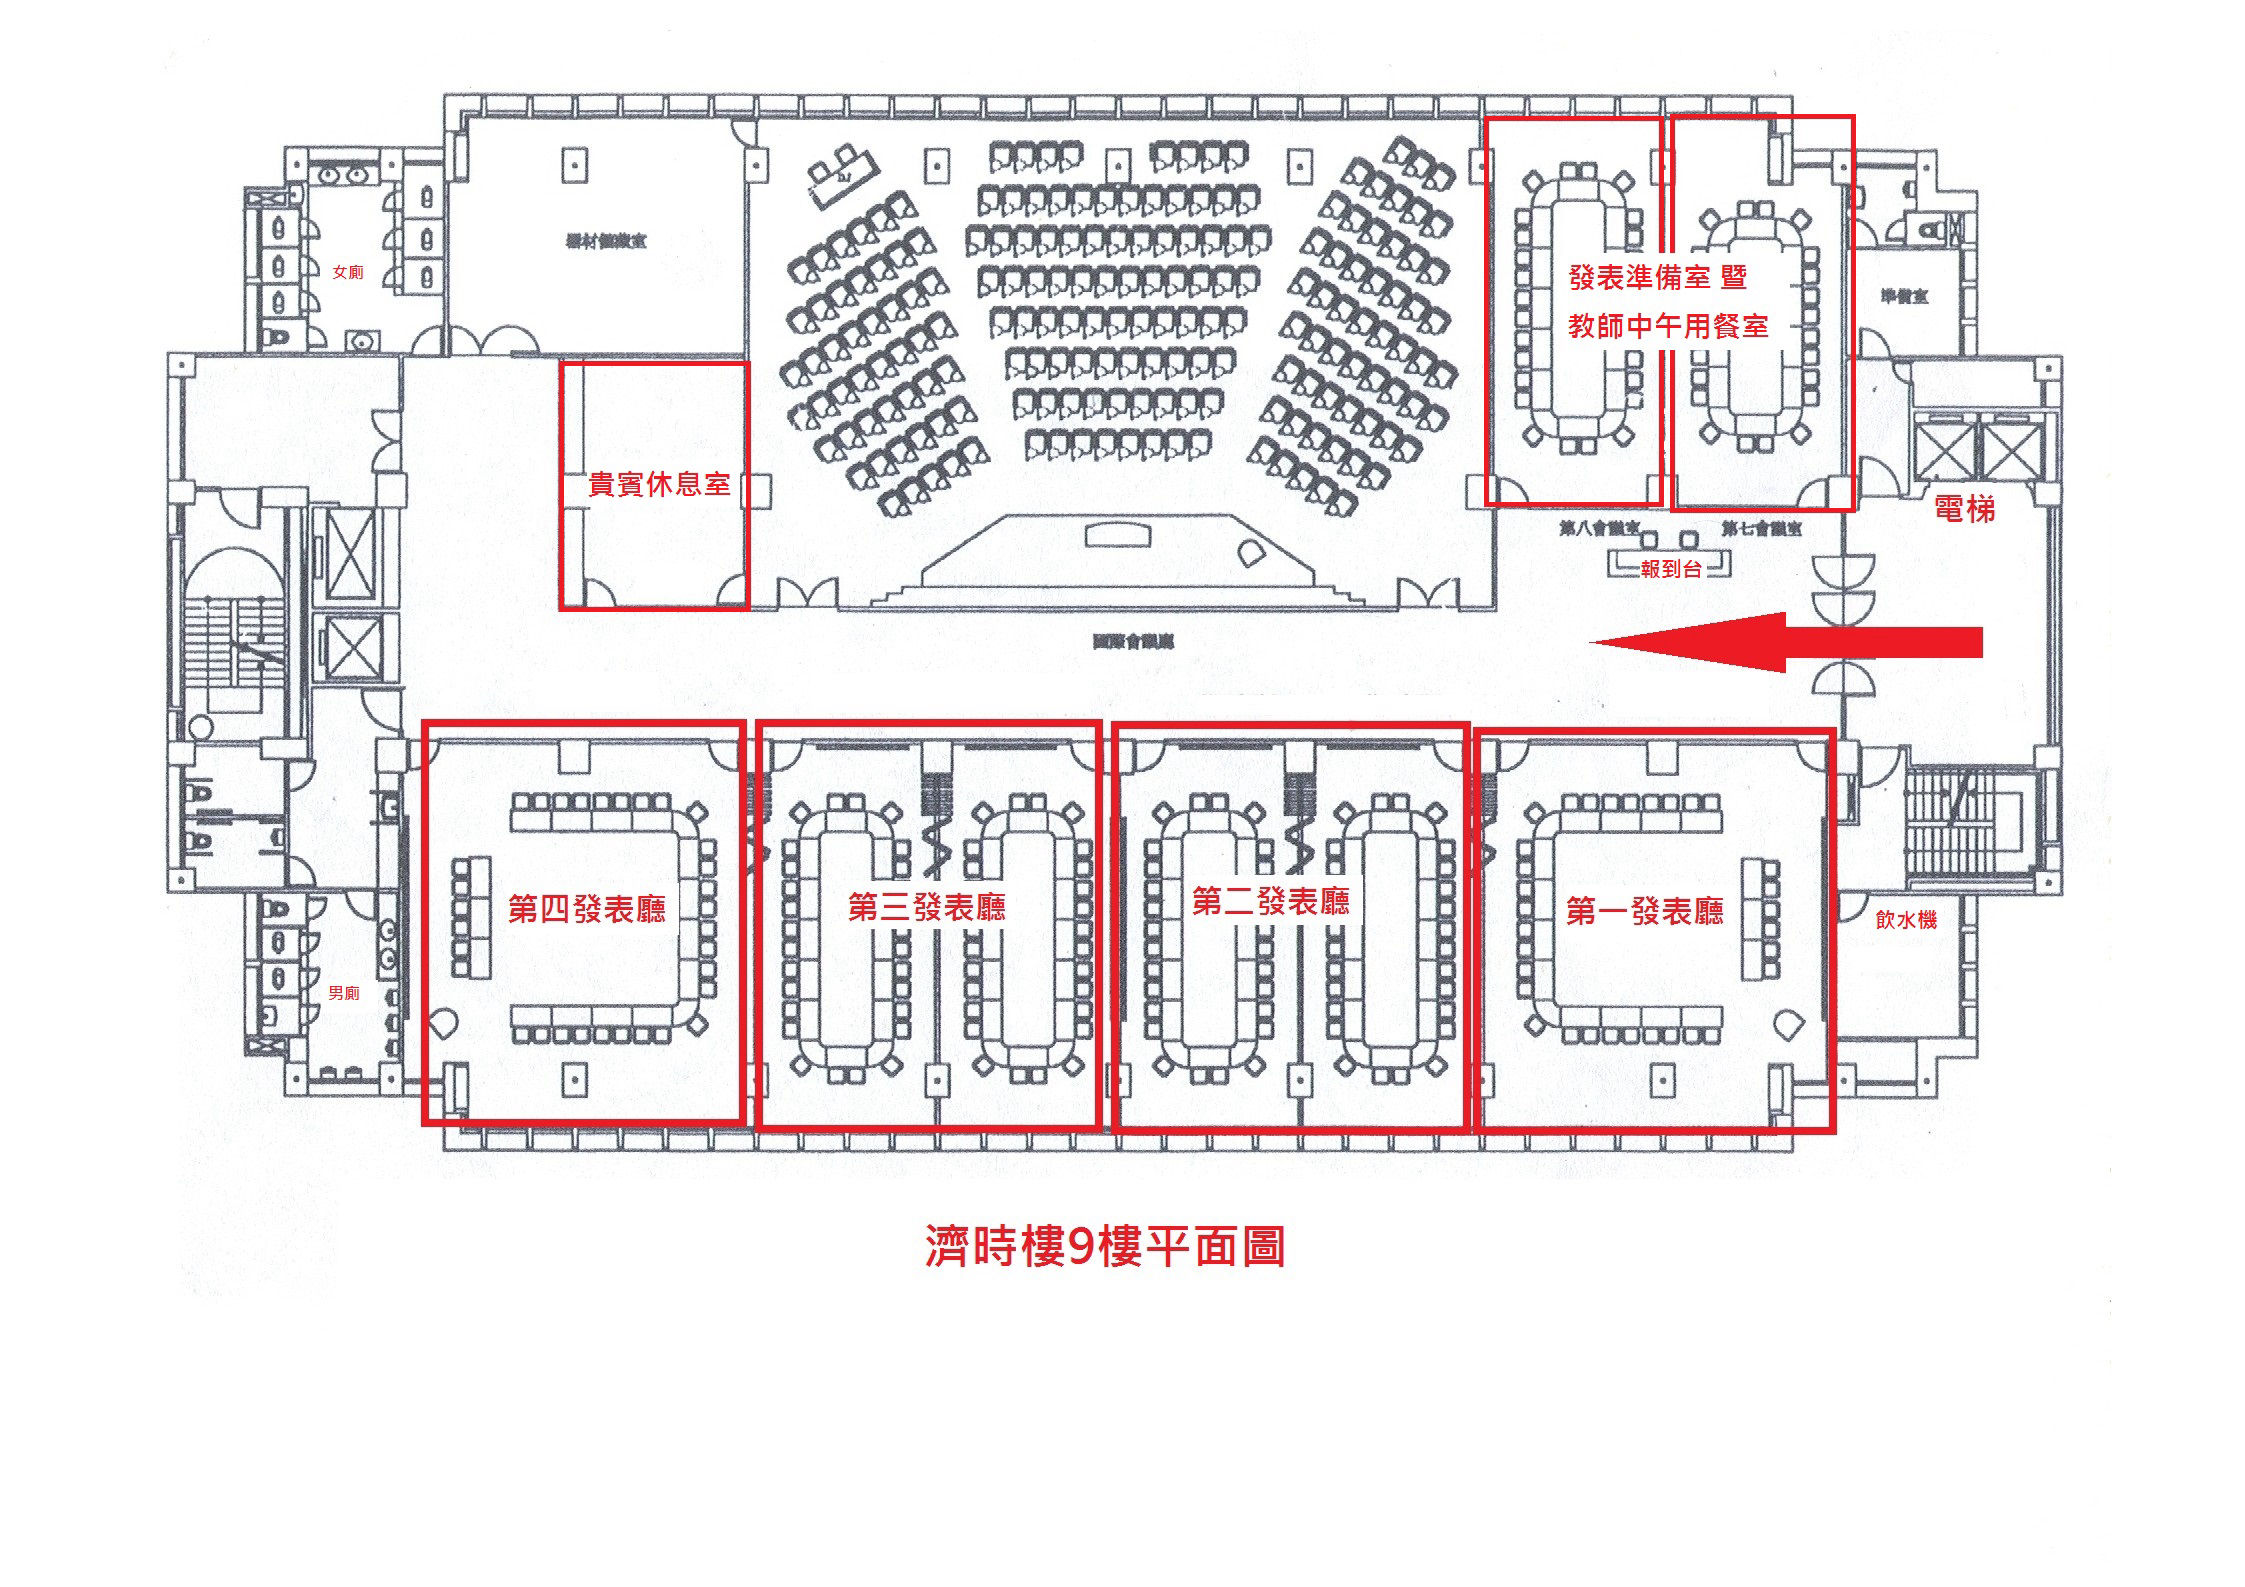 器材儲藏室
女廁
發表準備室 暨
教師中午用餐室
準備室
貴賓休息室
電梯
第八會議室
第七會議室
報到台
國際會議廳
第四發表廳
第三發表廳
第二發表廳
第一發表廳
飲水機
男廁
濟時樓9樓平面圖